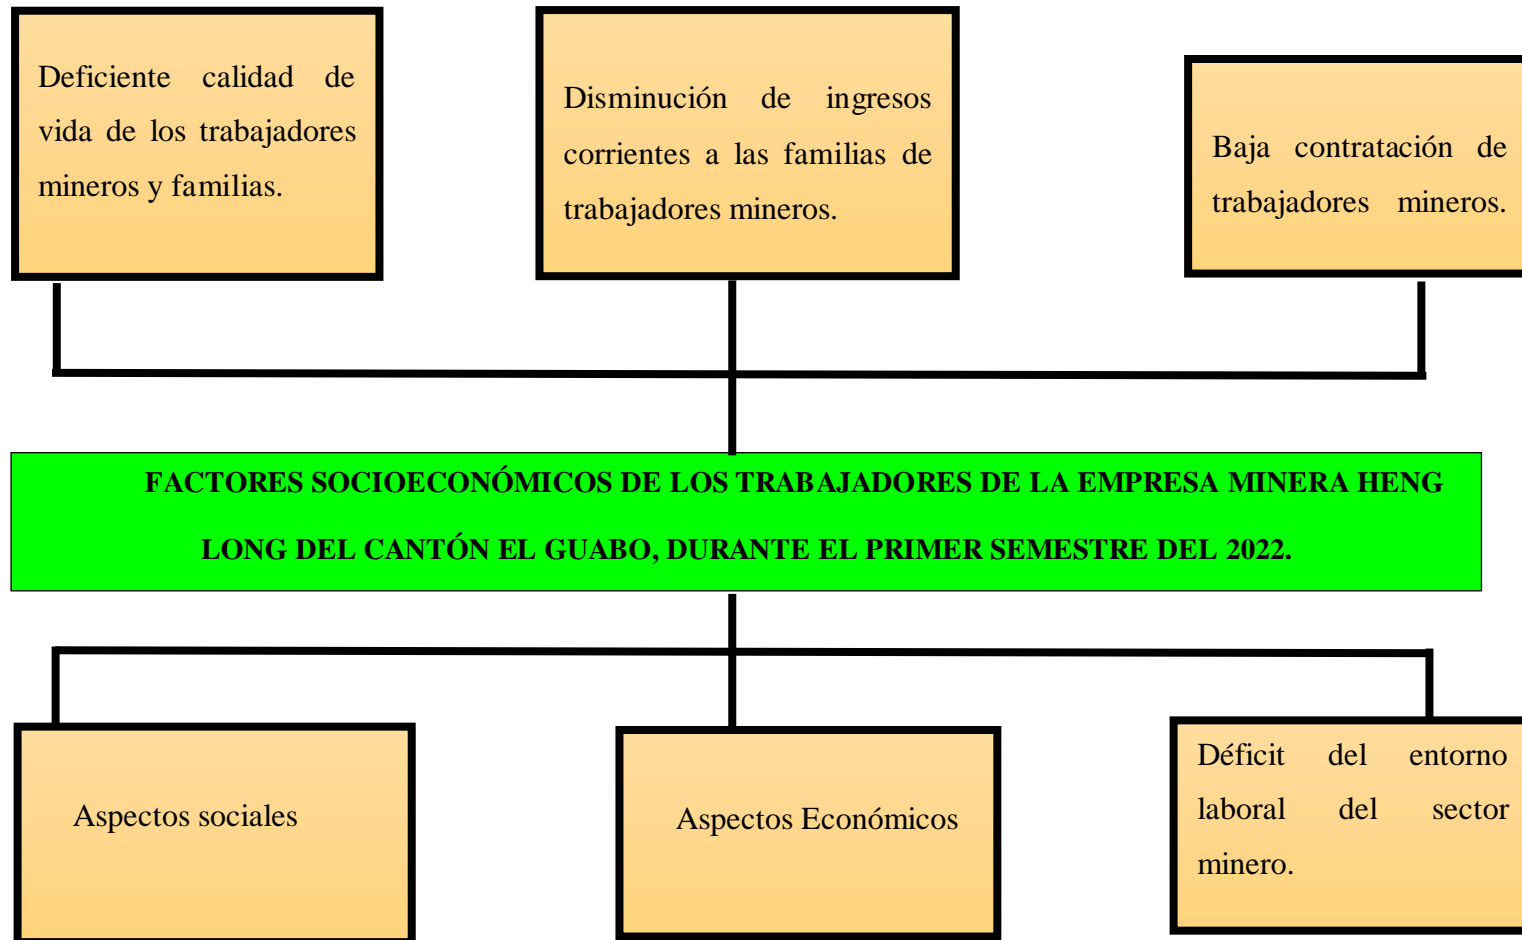 Deficiente calidad de
vida de los trabajadores
mineros y familias.
Disminución de ingresos
corrientes a las familias de
trabajadores mineros.
Baja contratación de
trabajadores mineros.
FACTORES SOCIOECONÓMICOS DE LOS TRABAJADORES DE LA EMPRESA MINERA HENG
LONG DEL CANTÓN EL GUABO, DURANTE EL PRIMER SEMESTRE DEL 2022.
Aspectos sociales
Aspectos Económicos
Déficit del entorno
laboral del sector
minero.